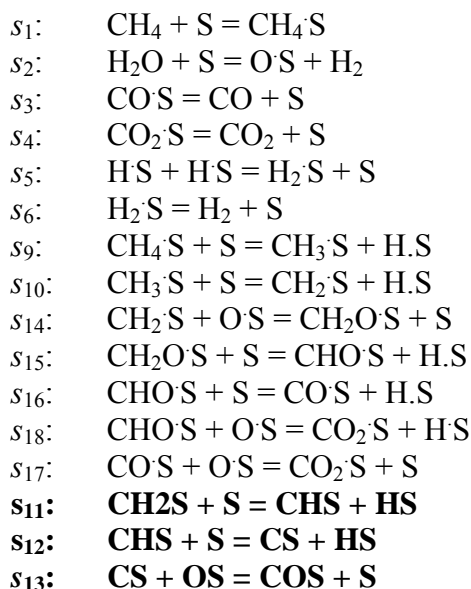 s₁: CH₄ + S = CH₄·S
s₂: H₂O + S = O·S + H₂
s₃: CO·S = CO + S
s₄: CO₂·S = CO₂ + S
s₅: H·S + H·S = H₂·S + S
s₆: H₂·S = H₂ + S
s₉: CH₄·S + S = CH₃·S + H.S
s₁₀: CH₃·S + S = CH₂·S + H.S
s₁₄: CH₂·S + O·S = CH₂O·S + S
s₁₅: CH₂O·S + S = CHO·S + H.S
s₁₆: CHO·S + S = CO·S + H.S
s₁₈: CHO·S + O·S = CO₂·S + H·S
s₁₇: CO·S + O·S = CO₂·S + S
s₁₁: CH2S + S = CHS + HS
s₁₂: CHS + S = CS + HS
s₁₃: CS + OS = COS + S